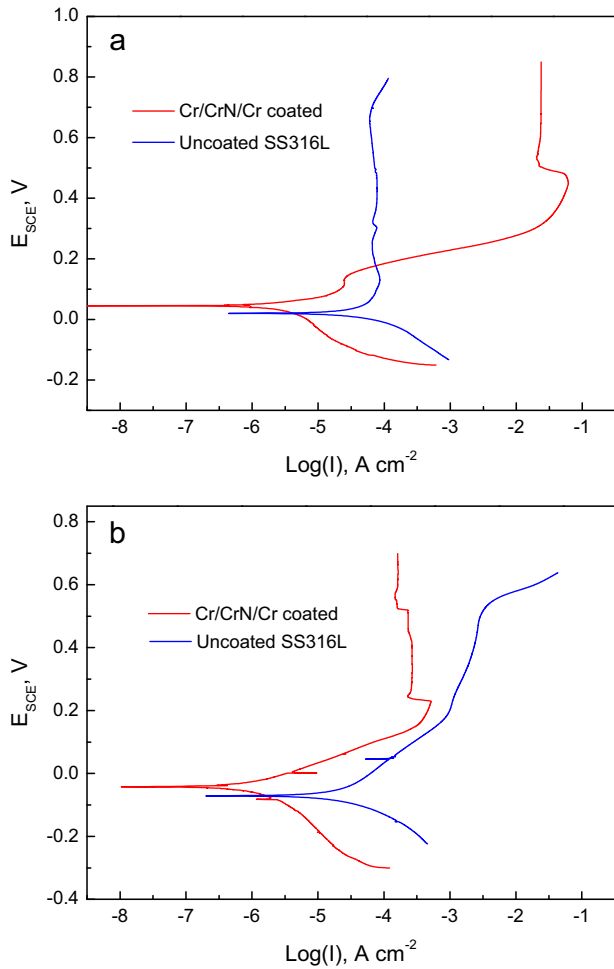 a
1.0
0.8
0.6
0.4
0.2
0.0
-0.2
E_SCE, V
Cr/CrN/Cr coated
Uncoated SS316L
-8 -7 -6 -5 -4 -3 -2 -1
Log(I), A cm⁻²
b
0.8
0.6
0.4
0.2
0.0
-0.2
-0.4
E_SCE, V
Cr/CrN/Cr coated
Uncoated SS316L
-8 -7 -6 -5 -4 -3 -2 -1
Log(I), A cm⁻²